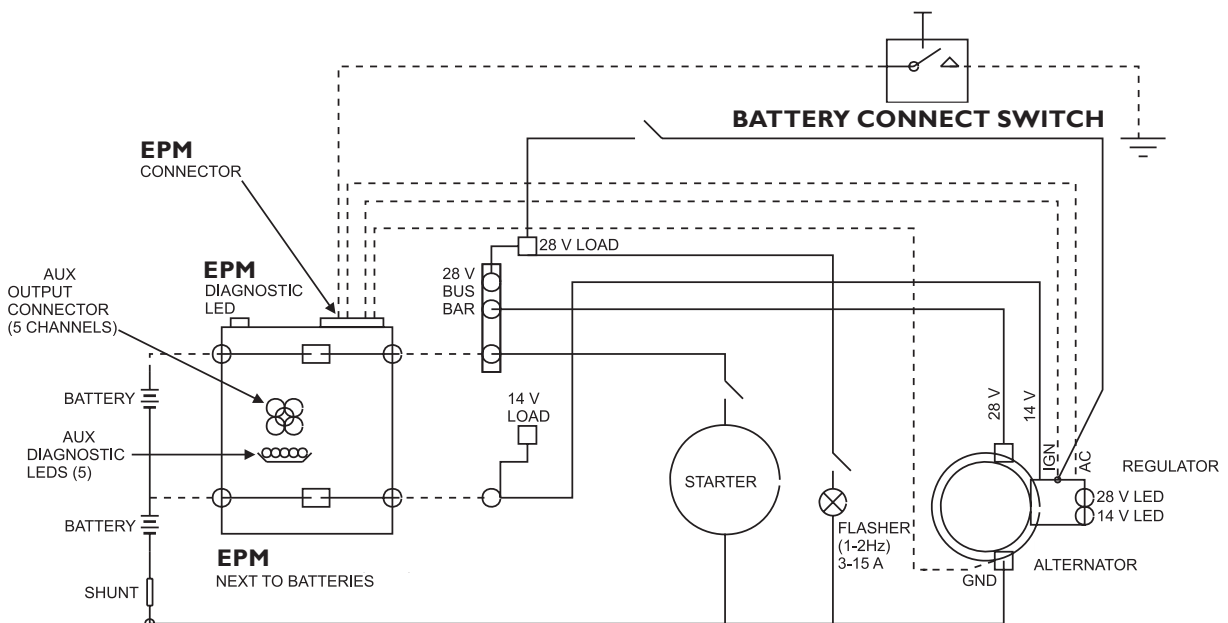 BATTERY CONNECT SWITCH
EPM
CONNECTOR
28 V LOAD
AUX
OUTPUT
CONNECTOR
(5 CHANNELS)
EPM
DIAGNOSTIC
LED
28 V
BUS
BAR
BATTERY
14 V
LOAD
28 V
14 V
IGN
AC
AUX
DIAGNOSTIC
LEDS (5)
STARTER
REGULATOR
28 V LED
14 V LED
BATTERY
FLASHER
(1-2Hz)
3-15 A
EPM
NEXT TO BATTERIES
GND
ALTERNATOR
SHUNT